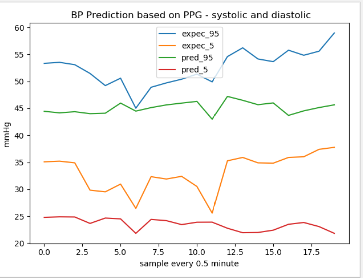 BP Prediction based on PPG - systolic and diastolic
60
55
50
45
40
35
30
25
20
mmHg
expec_95
expec_5
pred_95
pred_5
0.0 2.5 5.0 7.5 10.0 12.5 15.0 17.5
sample every 0.5 minute